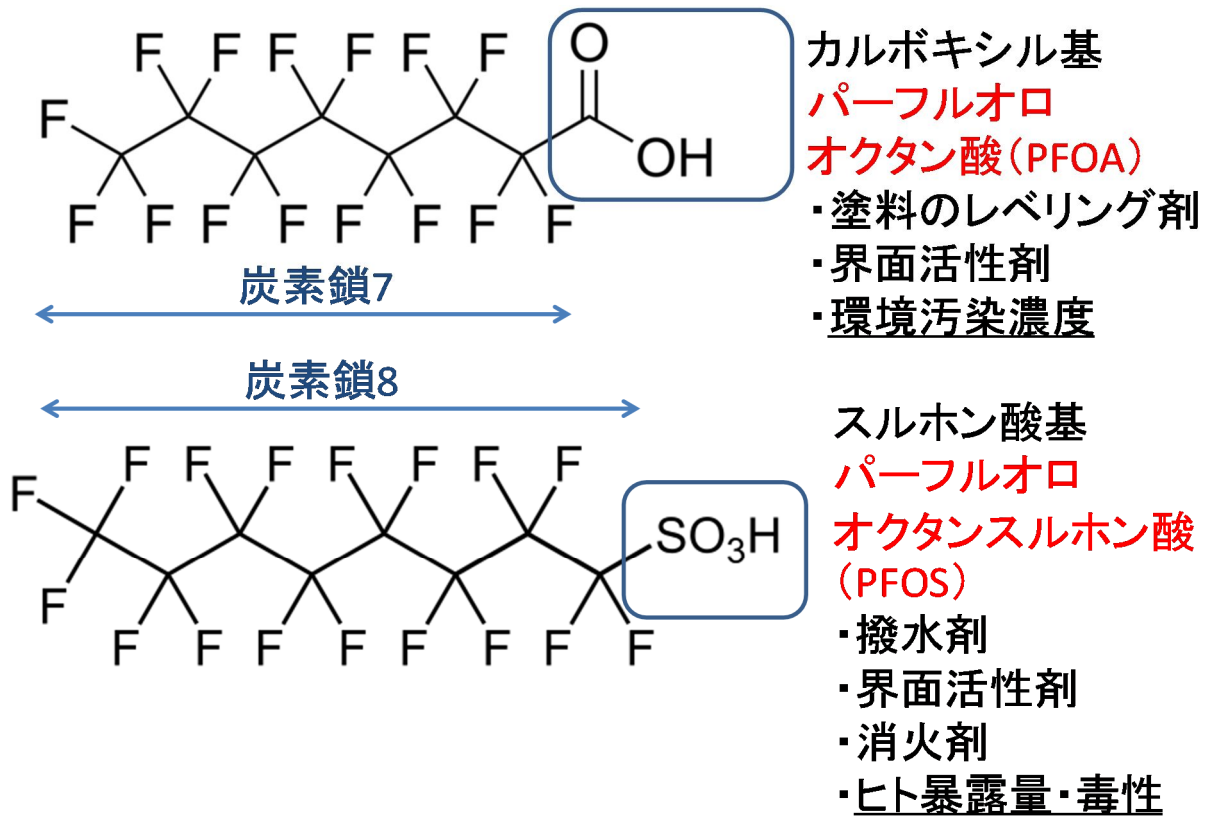 F F F F F F
O
F
OH
F F F F F F F F
炭素鎖7
カルボキシル基
パーフルオロ
オクタン酸(PFOA)
・塗料のレベリング剤
・界面活性剤
・環境汚染濃度
炭素鎖8
F F F F F F F F
SO3H
F
F F F F F F F F
スルホン酸基
パーフルオロ
オクタンスルホン酸
(PFOS)
・撥水剤
・界面活性剤
・消火剤
・ヒト暴露量・毒性